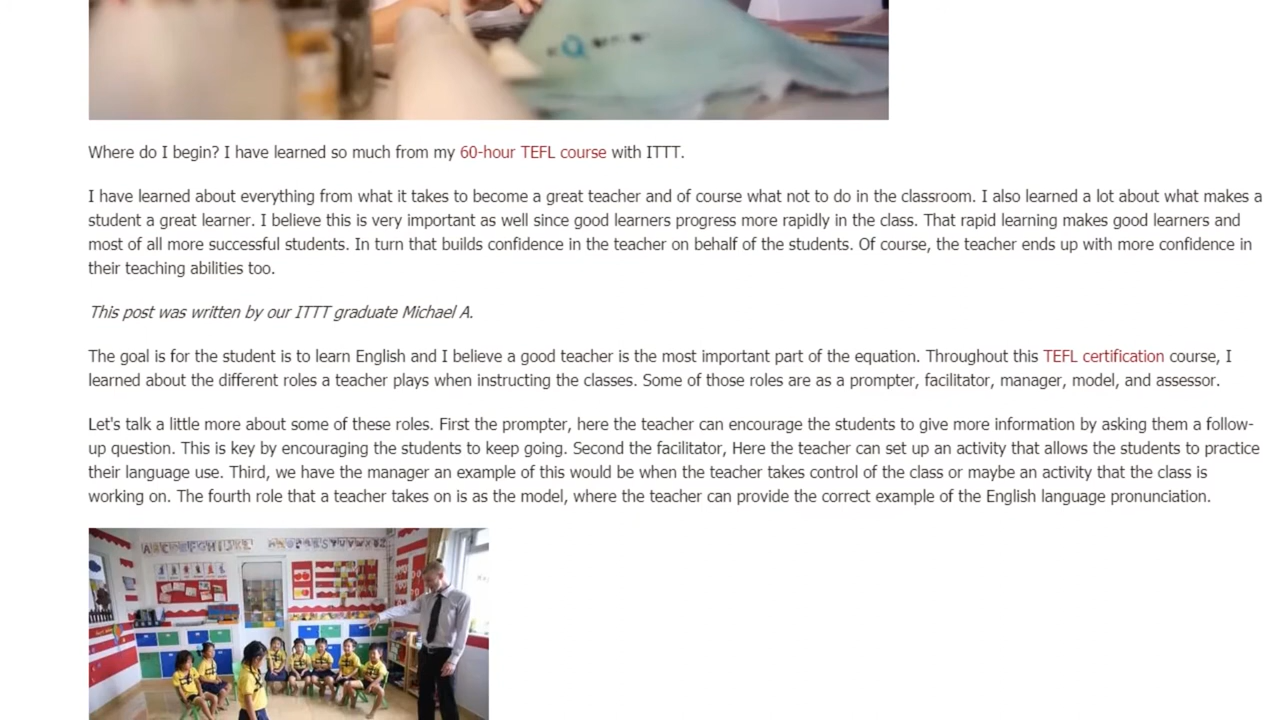 Where do I begin? I have learned so much from my 60-hour TEFL course with ITTT.
I have learned about everything from what it takes to become a great teacher and of course what not to do in the classroom. I also learned a lot about what makes a
student a great learner. I believe this is very important as well since good learners progress more rapidly in the class. That rapid learning makes good learners and
most of all more successful students. In turn that builds confidence in the teacher on behalf of the students. Of course, the teacher ends up with more confidence in
their teaching abilities too.
This post was written by our ITTT graduate Michael A.
The goal is for the student is to learn English and I believe a good teacher is the most important part of the equation. Throughout this TEFL certification course, I
learned about the different roles a teacher plays when instructing the classes. Some of those roles are as a prompter, facilitator, manager, model, and assessor.
Let's talk a little more about some of these roles. First the prompter, here the teacher can encourage the students to give more information by asking them a follow-
up question. This is key by encouraging the students to keep going. Second the facilitator, Here the teacher can set up an activity that allows the students to practice
their language use. Third, we have the manager an example of this would be when the teacher takes control of the class or maybe an activity that the class is
working on. The fourth role that a teacher takes on is as the model, where the teacher can provide the correct example of the English language pronunciation.